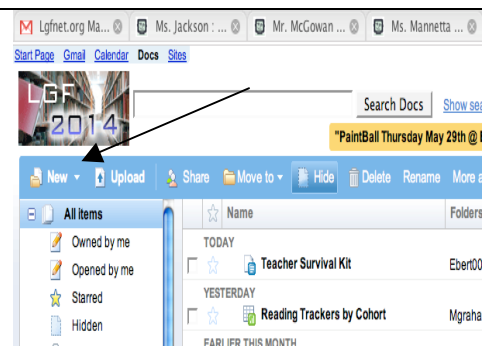 Lgfnet.org Ma... Ms. Jackson : ... Mr. McGowan ... Ms. Mannetta ...
Start Page Gmail Calendar Docs Sites
LGF
2014
Search Docs Show sea
"PaintBall Thursday May 29th @
New Upload Share Move to Hide Delete Rename More a
All items
Name Folders
Owned by me
TODAY
Opened by me
Teacher Survival Kit Ebert00
Starred
YESTERDAY
Hidden
Reading Trackers by Cohort Mgraha
EARLIER THIS MONTH